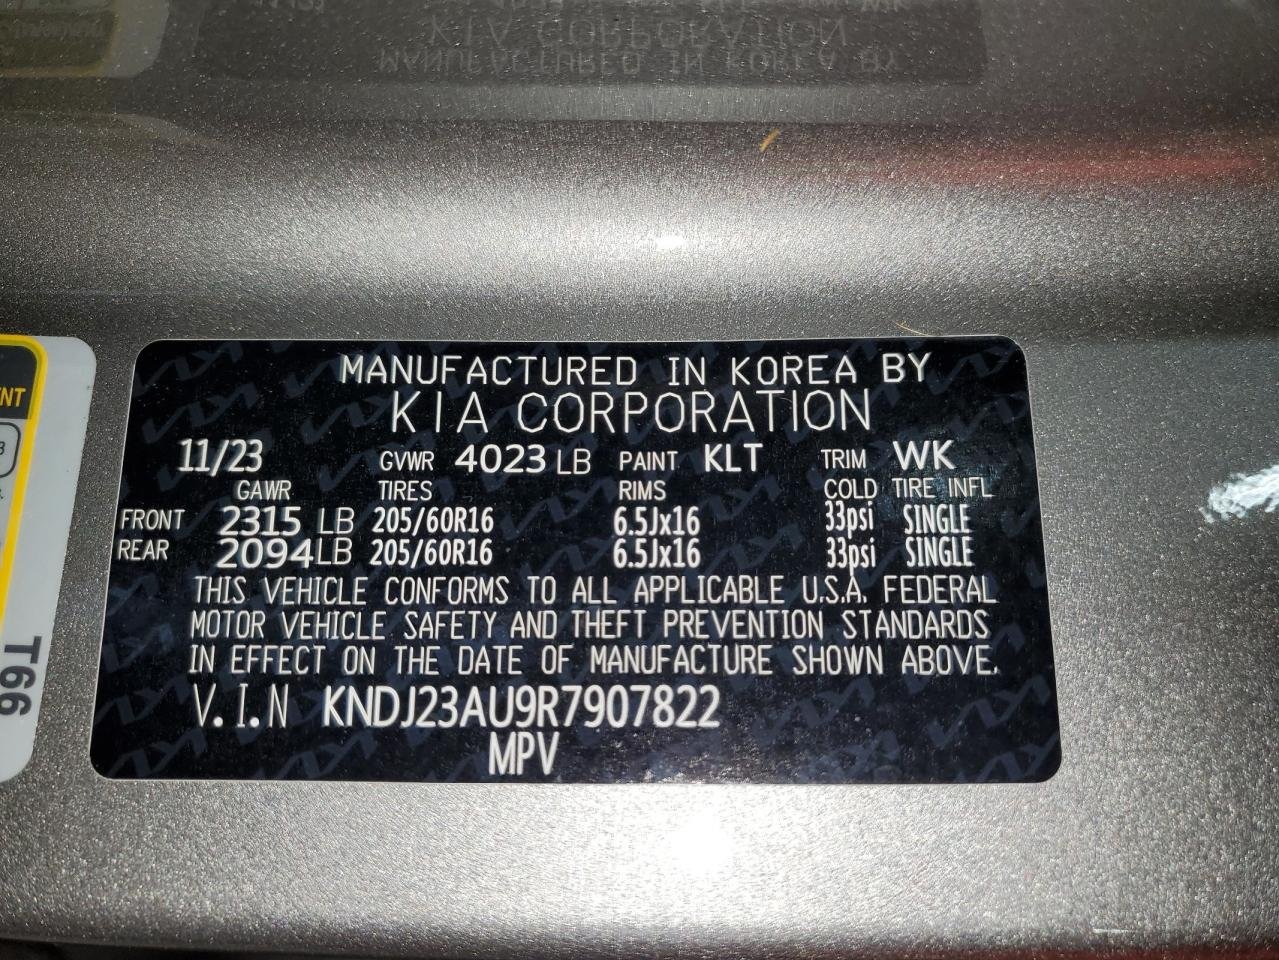 MANUFACTURED IN KOREA BY
KIA CORPORATION
11/23 GVWR 4023 LB PAINT KLT TRIM WK
GAWR TIRES RIMS COLD TIRE INFL
FRONT 2315 LB 205/60R16 6.5Jx16 33psi SINGLE
REAR 2094 LB 205/60R16 6.5Jx16 33psi SINGLE
THIS VEHICLE CONFORMS TO ALL APPLICABLE U.S.A. FEDERAL
MOTOR VEHICLE SAFETY AND THEFT PREVENTION STANDARDS
IN EFFECT ON THE DATE OF MANUFACTURE SHOWN ABOVE.
V.I.N KNDJ23AU9R7907822
MPV
T66